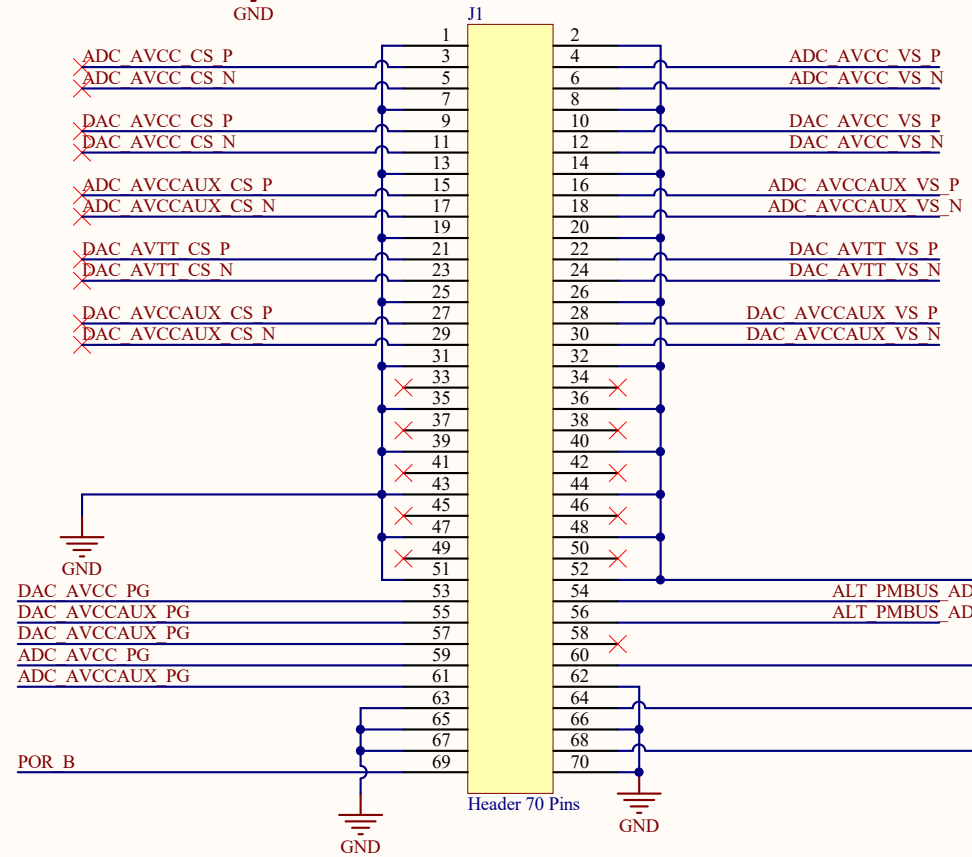 GND
J1
1 2
ADC_AVCC_CS_P 3 4 ADC_AVCC_VS_P
ADC_AVCC_CS_N 5 6 ADC_AVCC_VS_N
7 8
DAC_AVCC_CS_P 9 10 DAC_AVCC_VS_P
DAC_AVCC_CS_N 11 12 DAC_AVCC_VS_N
13 14
ADC_AVCCAUX_CS_P 15 16 ADC_AVCCAUX_VS_P
ADC_AVCCAUX_CS_N 17 18 ADC_AVCCAUX_VS_N
19 20
DAC_AVTT_CS_P 21 22 DAC_AVTT_VS_P
DAC_AVTT_CS_N 23 24 DAC_AVTT_VS_N
25 26
DAC_AVCCAUX_CS_P 27 28 DAC_AVCCAUX_VS_P
DAC_AVCCAUX_CS_N 29 30 DAC_AVCCAUX_VS_N
31 32
33 34
35 36
37 38
39 40
41 42
43 44
45 46
47 48
49 50
GND
51 52
DAC_AVCC_PG 53 54 ALT_PMBUS_AD
DAC_AVCCAUX_PG 55 56 ALT_PMBUS_AD
DAC_AVCCAUX_PG 57 58
ADC_AVCC_PG 59 60
ADC_AVCCAUX_PG 61 62
63 64
65 66
67 68
POR_B 69 70
Header 70 Pins
GND
GND